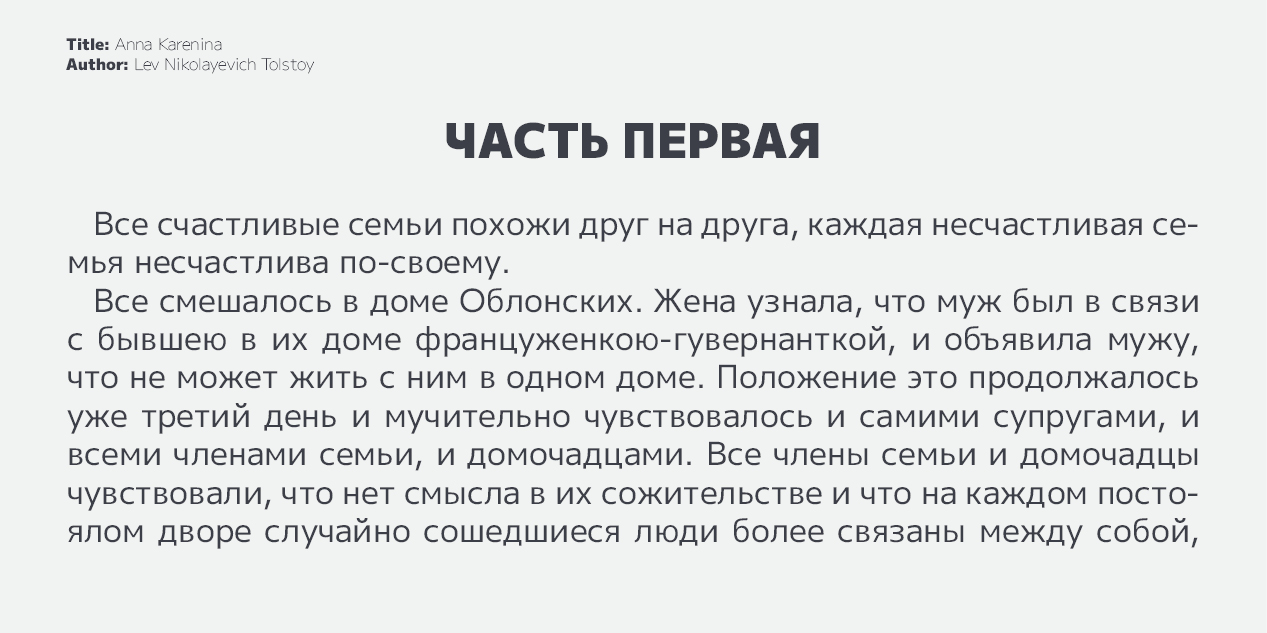 Title: Anna Karenina
Author: Lev Nikolayevich Tolstoy
ЧАСТЬ ПЕРВАЯ
Все счастливые семьи похожи друг на друга, каждая несчастливая се-
мья несчастлива по-своему.
Все смешалось в доме Облонских. Жена узнала, что муж был в связи
с бывшею в их доме француженкою-гувернанткой, и объявила мужу,
что не может жить с ним в одном доме. Положение это продолжалось
уже третий день и мучительно чувствовалось и самими супругами, и
всеми членами семьи, и домочадцами. Все члены семьи и домочадцы
чувствовали, что нет смысла в их сожительстве и что на каждом посто-
ялом дворе случайно сошедшиеся люди более связаны между собой,